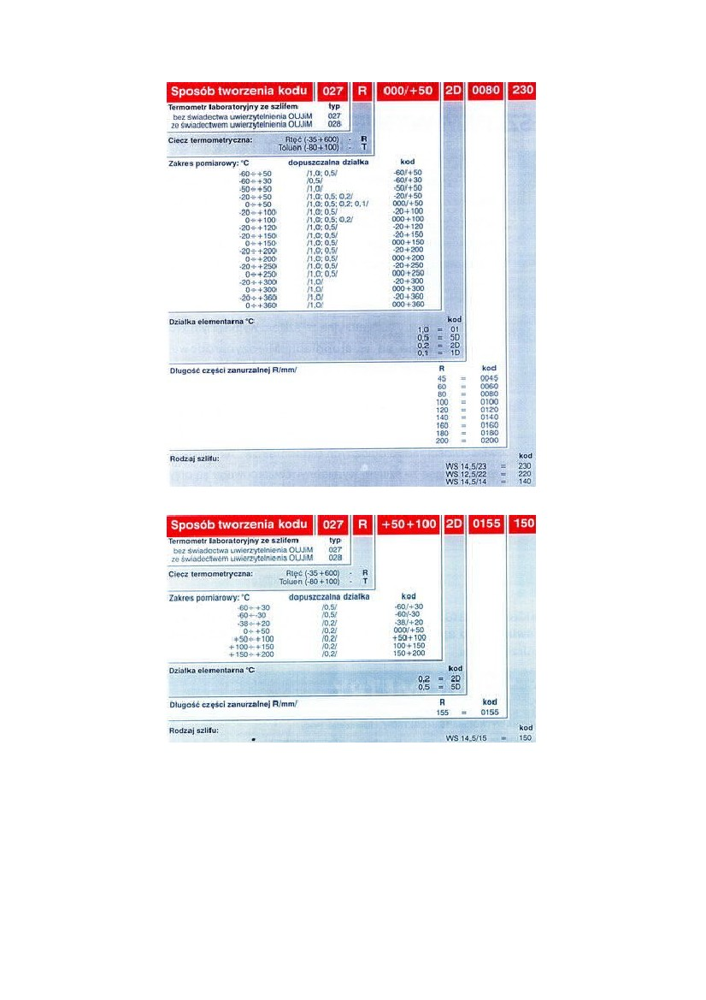 Sposób tworzenia kodu 027 R 000/+50 2D 0080 230
Termometr laboratoryjny ze szlifem typ
bez świadectwa uwierzytelnienia OUJiM 027
ze świadectwem uwierzytelnienia OUJiM 028
Ciecz termometryczna: Rtęć (-35+600) - R
Toluen (-80+100) - T
Zakres pomiarowy: °C dopuszczalna działka kod
-60÷+50 /1,0; 0,5/ -60/+50
-60÷+30 /0,5/ -60/+30
-50÷+50 /1,0/ -50/+50
-20÷+50 /1,0; 0,5; 0,2/ -20/+50
0÷+50 /1,0; 0,5; 0,2; 0,1/ 000/+50
-20÷+100 /1,0; 0,5/ -20+100
0÷+100 /1,0; 0,5; 0,2/ 000+100
-20÷+120 /1,0; 0,5/ -20+120
-20÷+150 /1,0; 0,5/ -20+150
0÷+150 /1,0; 0,5/ 000+150
-20÷+200 /1,0; 0,5/ -20+200
0÷+200 /1,0; 0,5/ 000+200
-20÷+250 /1,0; 0,5/ -20+250
0÷+250 /1,0; 0,5/ 000+250
-20÷+300 /1,0/ -20+300
0÷+300 /1,0/ 000+300
-20÷+360 /1,0/ -20+360
0÷+360 /1,0/ 000+360
Działka elementarna °C kod
1,0 = 01
0,5 = 5D
0,2 = 2D
0,1 = 1D
Długość części zanurzalnej R/mm/ R kod
45 = 0045
60 = 0060
80 = 0080
100 = 0100
120 = 0120
140 = 0140
160 = 0160
180 = 0180
200 = 0200
Rodzaj szlifu: kod
WS 14,5/23 = 230
WS 12,5/22 = 220
WS 14,5/14 = 140
Sposób tworzenia kodu 027 R +50+100 2D 0155 150
Termometr laboratoryjny ze szlifem typ
bez świadectwa uwierzytelnienia OUJiM 027
ze świadectwem uwierzytelnienia OUJiM 028
Ciecz termometryczna: Rtęć (-35+600) - R
Toluen (-80+100) - T
Zakres pomiarowy: °C dopuszczalna działka kod
-60÷+30 /0,5/ -60/+30
-60÷-30 /0,5/ -60/-30
-38÷+20 /0,2/ -38/+20
0÷+50 /0,2/ 000/+50
+50÷+100 /0,2/ +50+100
+100÷+150 /0,2/ 100+150
+150÷+200 /0,2/ 150+200
Działka elementarna °C kod
0,2 = 2D
0,5 = 5D
Długość części zanurzalnej R/mm/ R kod
155 = 0155
Rodzaj szlifu: kod
WS 14,5/15 = 150